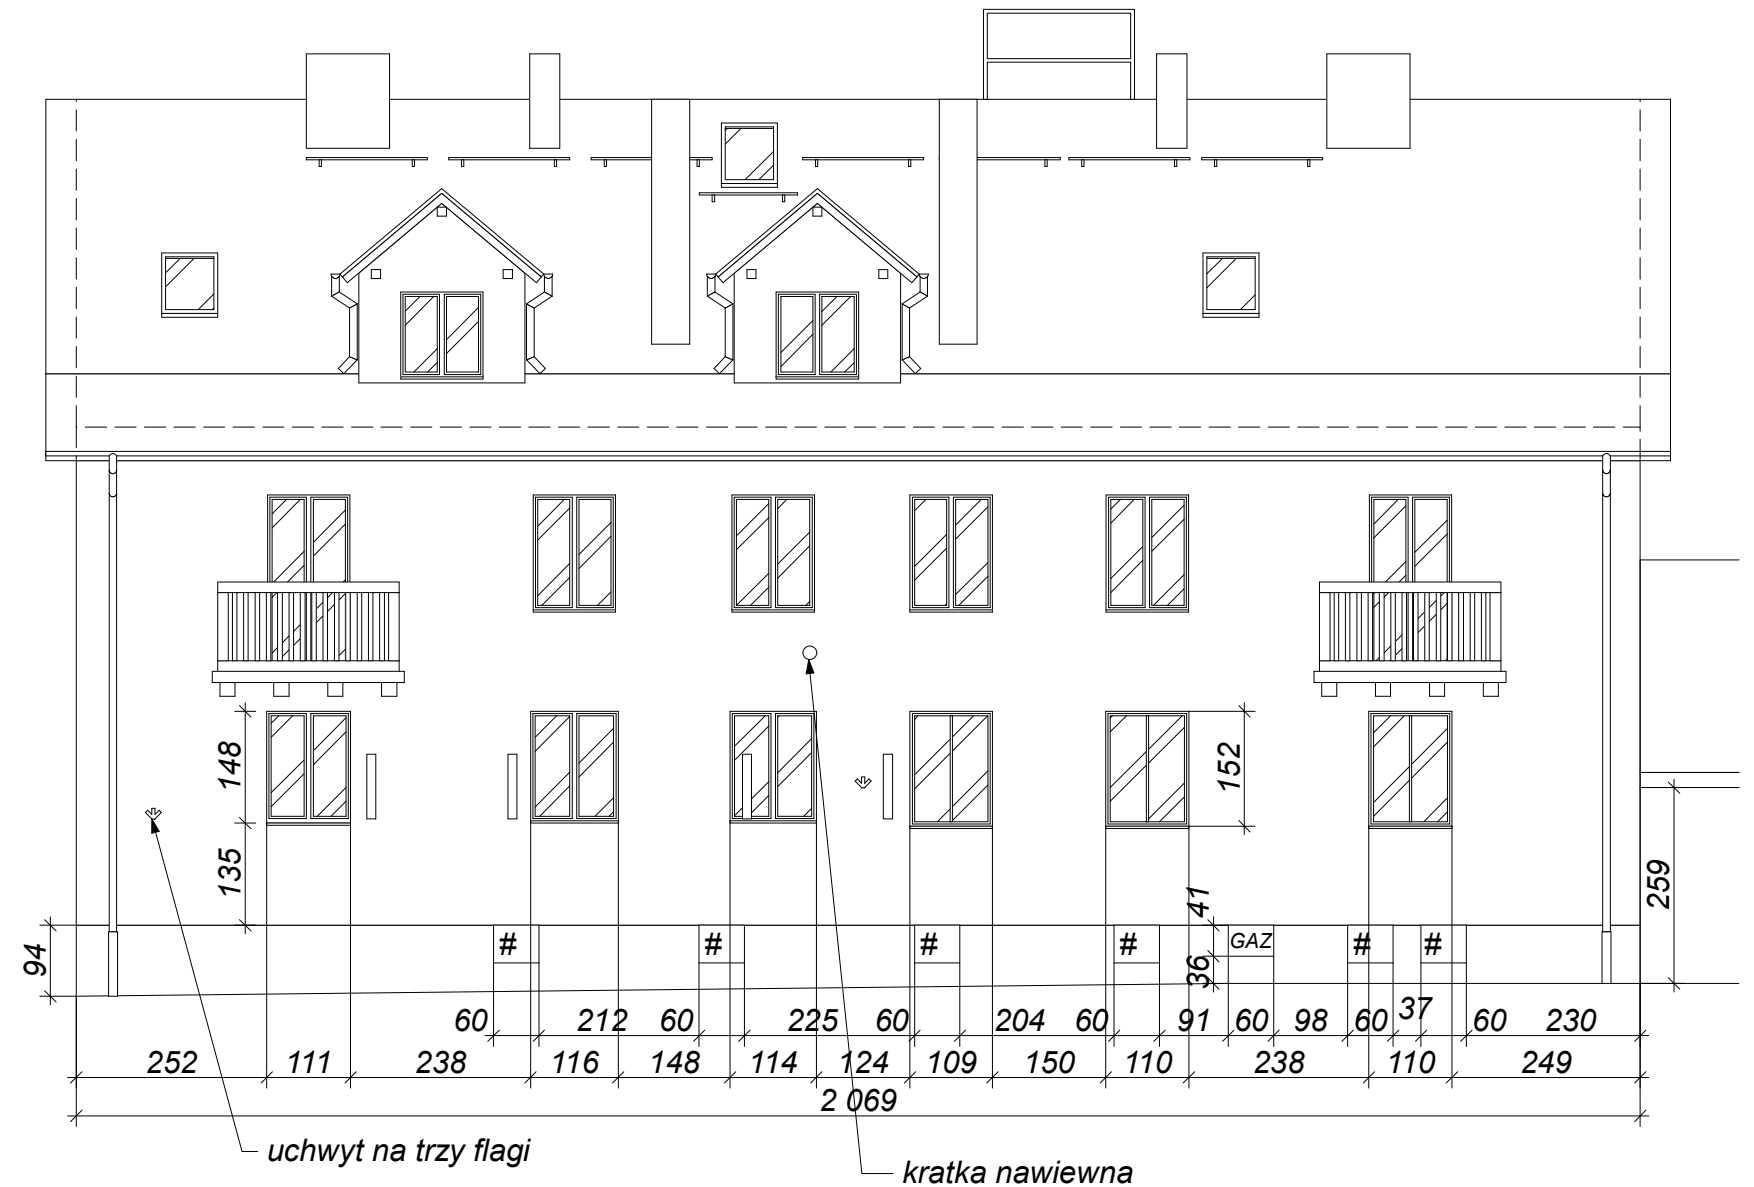 148
152
135
259
94
41
36
# # # # GAZ # #
60 212 60 225 60 204 60 91 60 98 60 37 60 230
252 111 238 116 148 114 124 109 150 110 238 110 249
2 069
uchwyt na trzy flagi
kratka nawiewna